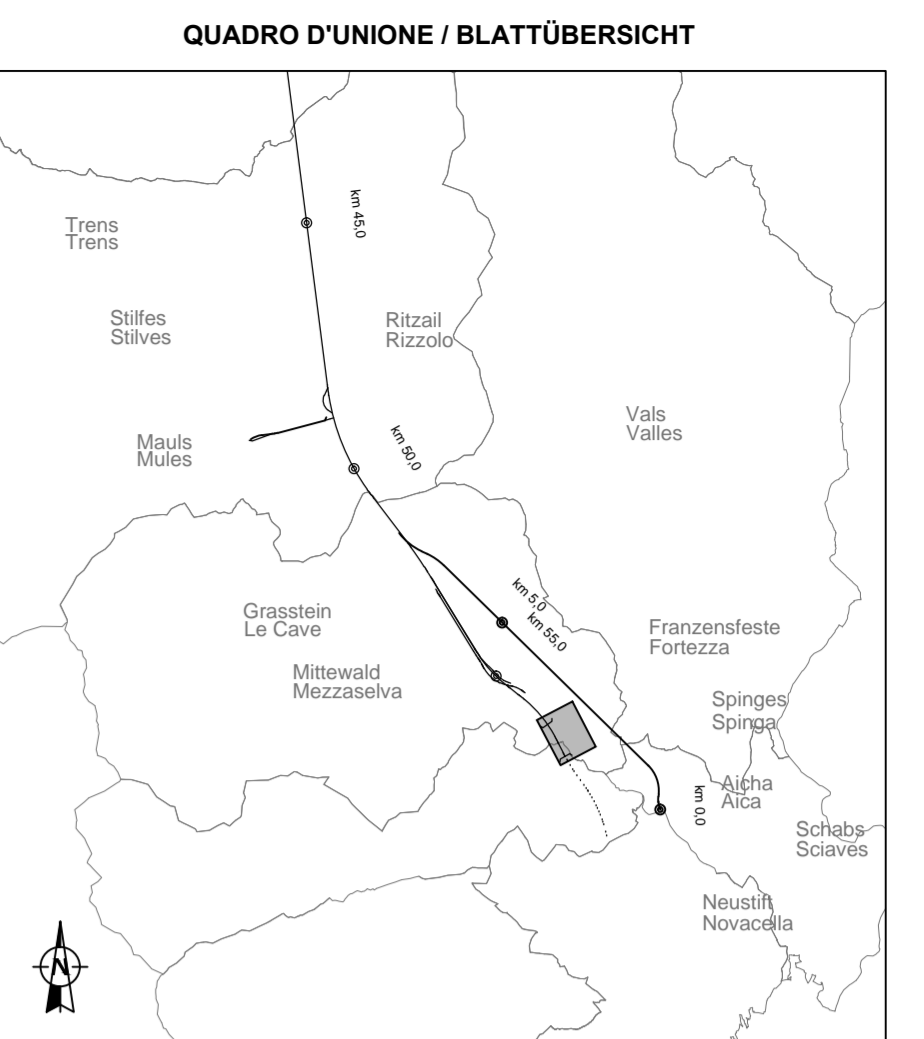 QUADRO D'UNIONE / BLATTÜBERSICHT
km 45,0
Trens
Trens
Stilfes
Stilves
Ritzail
Rizzolo
Vals
Valles
Mauls
Mules
km 50,0
km 5,0
km 55,0
Grasstein
Le Cave
Franzensfeste
Fortezza
Mittewald
Mezzaselva
Spinges
Spinga
Aicha
Aica
km 0,0
Schabs
Sciaves
Neustift
Novacella
N